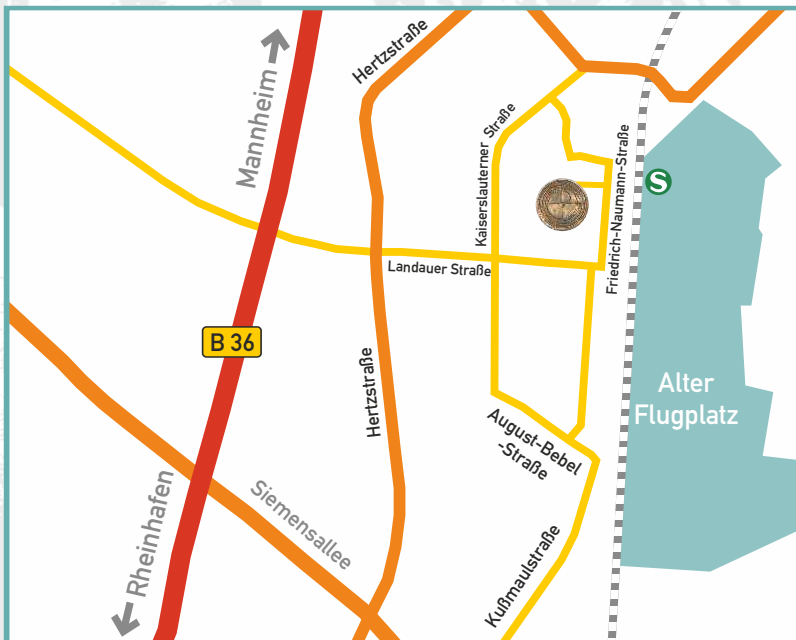 Mannheim
Hertzstraße
Kaiserslauterner Straße
Friedrich-Naumann-Straße
S
Landauer Straße
B 36
Hertzstraße
Alter
Flugplatz
August-Bebel
-Straße
Siemensallee
Rheinhafen
Kußmaulstraße